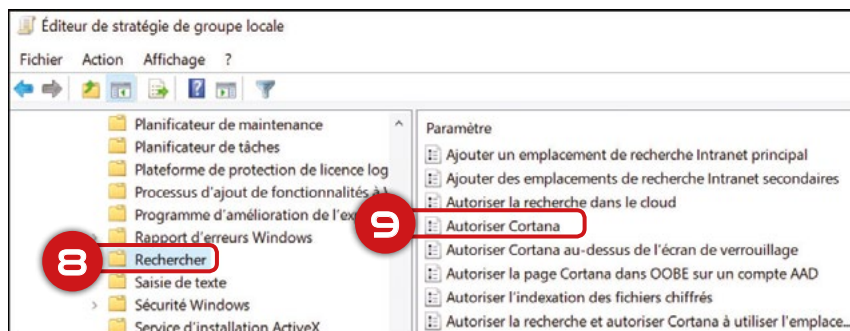 Éditeur de stratégie de groupe locale
Fichier Action Affichage ?
Planificateur de maintenance
Planificateur de tâches
Plateforme de protection de licence log
Processus d'ajout de fonctionnalités à
Programme d'amélioration de
Rapport d'erreurs Windows
8 Rechercher
Saisie de texte
Sécurité Windows
Service d'installation ActiveX
Paramètre
Ajouter un emplacement de recherche Intranet principal
Ajouter des emplacements de recherche Intranet secondaires
Autoriser la recherche dans le cloud
9 Autoriser Cortana
Autoriser Cortana au-dessus de l'écran de verrouillage
Autoriser la page Cortana dans OOBE sur un compte AAD
Autoriser l'indexation des fichiers chiffrés
Autoriser la recherche et autoriser Cortana à utiliser l'emplace...